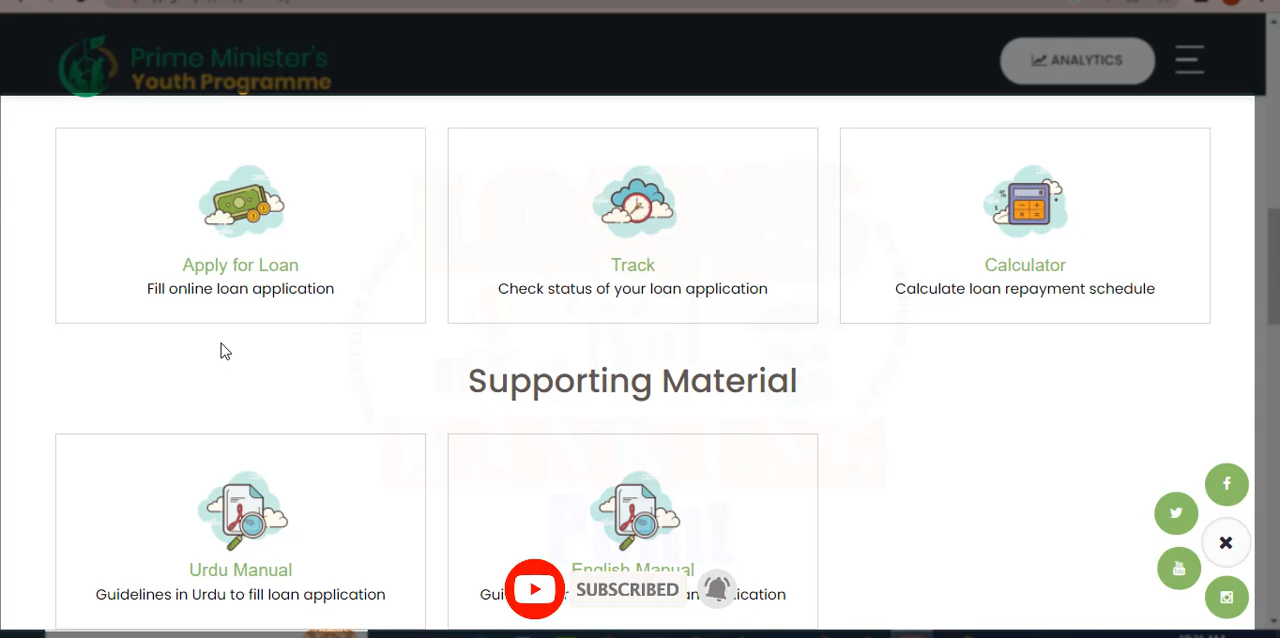 Prime Minister's
Youth Programme
ANALYTICS
Apply for Loan
Fill online loan application
Track
Check status of your loan application
Calculator
Calculate loan repayment schedule
Supporting Material
Urdu Manual
Guidelines in Urdu to fill loan application
English Manual
SUBSCRIBED